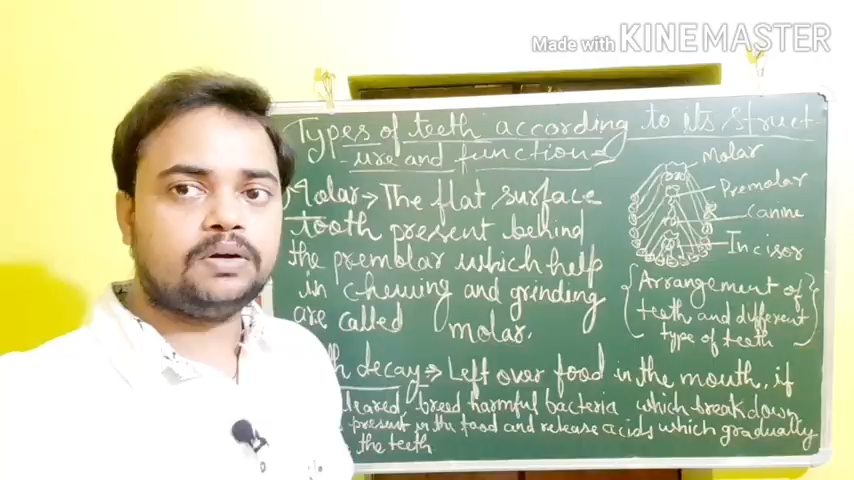 Made with KINEMASTER
Types of teeth according to its struct
ure and function
Molar → The flat surface
tooth present behind
the premolar which help
in chewing and grinding
are called molar.
Molar
Premolar
Canine
Incisor
Arrangement of
teeth and different
type of teeth
decay → Left over food in the mouth, if
cleared, breed harmful bacteria which breakdown
present in the food and release acids which gradually
the teeth